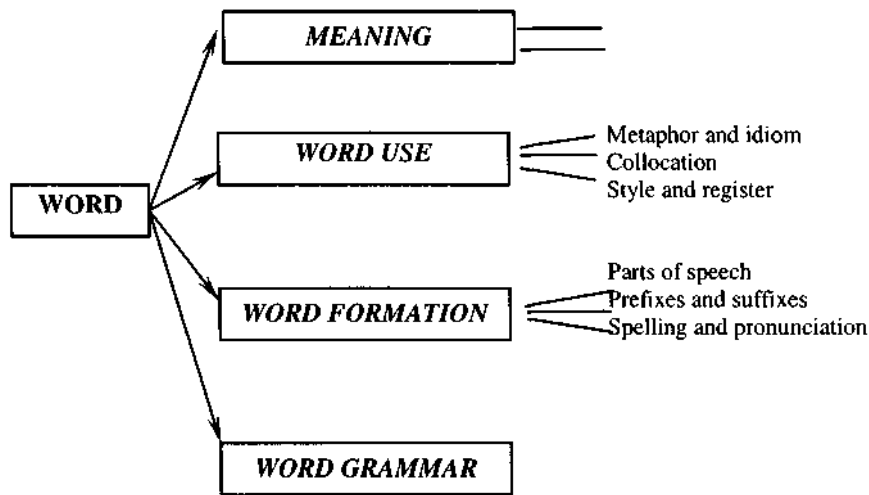 MEANING
WORD USE
Metaphor and idiom
Collocation
Style and register
WORD
Parts of speech
WORD FORMATION
Prefixes and suffixes
Spelling and pronunciation
WORD GRAMMAR